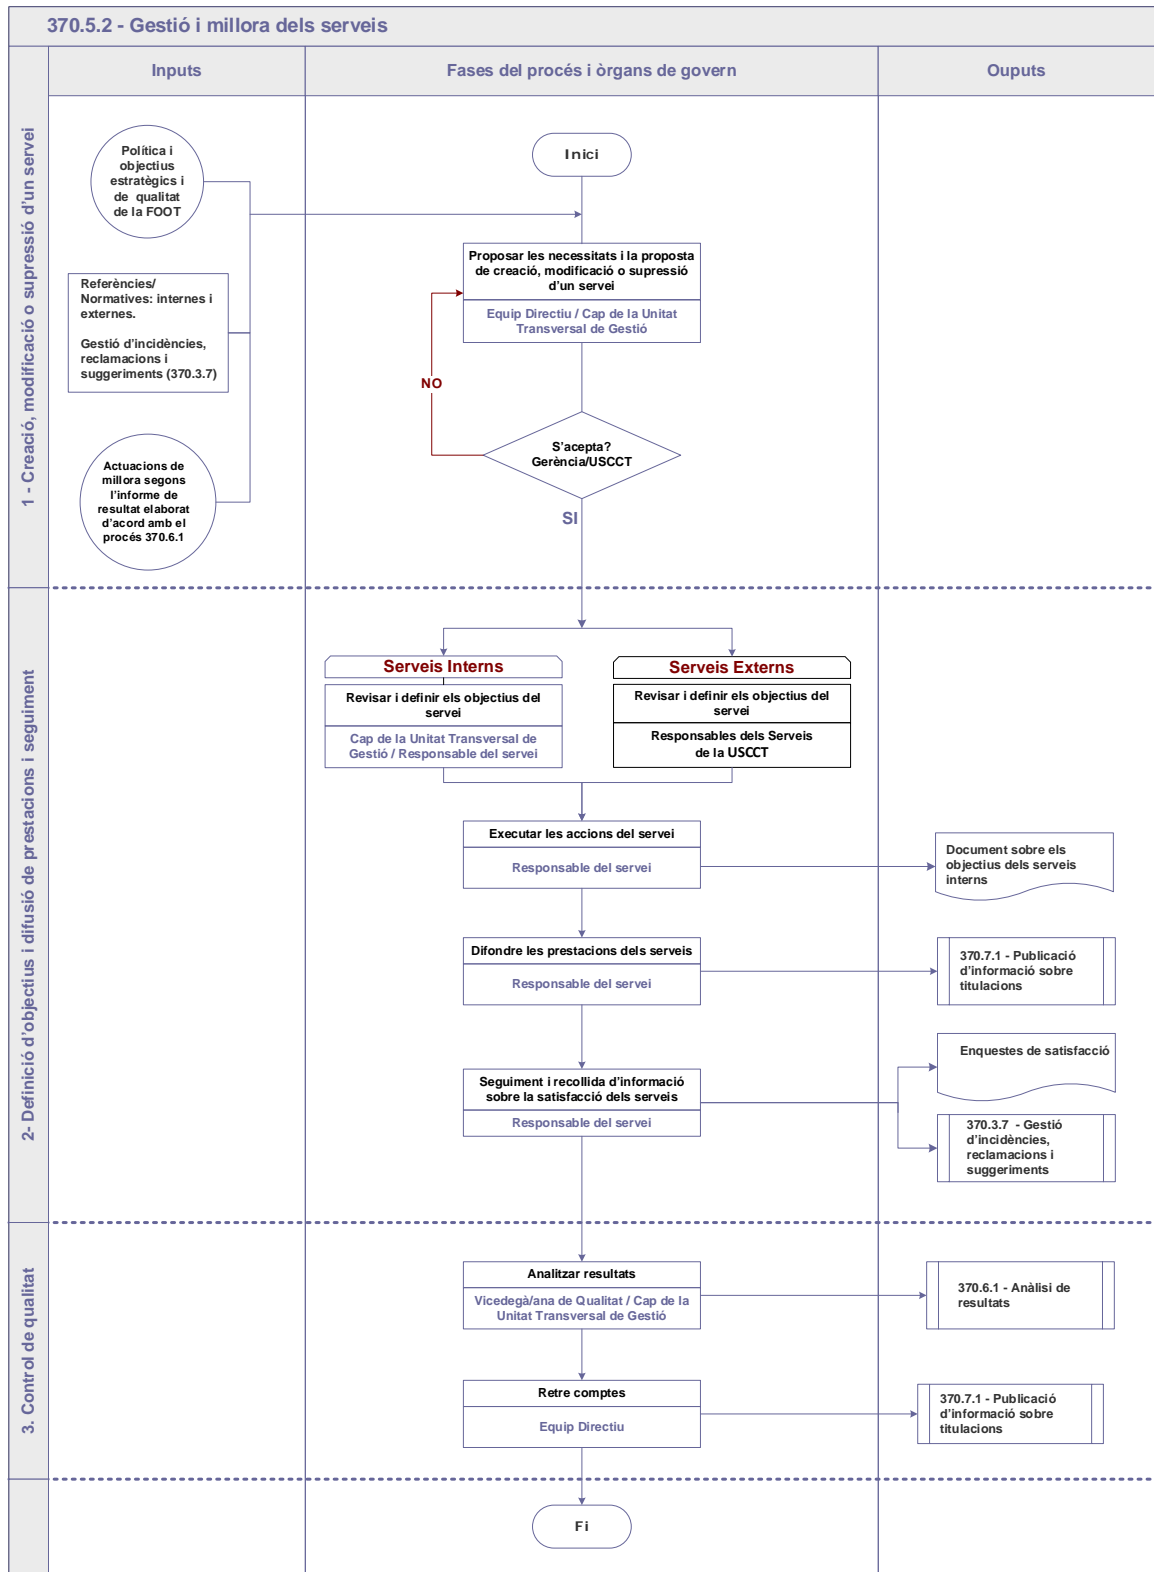 370.5.2 - Gestió i millora dels serveis
Inputs
Fases del procés i òrgans de govern
Ouputs
1 - Creació, modificació o supressió d'un servei
Política i
objectius
estratègics i
de qualitat
de la FOOT
Referències/
Normatives: internes i
externes.
Gestió d'incidències,
reclamacions i
suggeriments (370.3.7)
Actuacions de
millora segons
l'informe de
resultat elaborat
d'acord amb el
procés 370.6.1
Inici
Proposar les necessitats i la proposta
de creació, modificació o supressió
d'un servei
Equip Directiu / Cap de la Unitat
Transversal de Gestió
NO
S'acepta?
Gerència/USCCT
SI
2- Definició d'objectius i difusió de prestacions i seguiment
Serveis Interns
Revisar i definir els objectius del
servei
Cap de la Unitat Transversal de
Gestió / Responsable del servei
Serveis Externs
Revisar i definir els objectius del
servei
Responsables dels Serveis
de la USCCT
Executar les accions del servei
Responsable del servei
Document sobre els
objectius dels serveis
interns
Difondre les prestacions dels serveis
Responsable del servei
370.7.1 - Publicació
d'informació sobre
titulacions
Seguiment i recollida d'informació
sobre la satisfacció dels serveis
Responsable del servei
Enquestes de satisfacció
370.3.7 - Gestió
d'incidències,
reclamacions i
suggeriments
3. Control de qualitat
Analitzar resultats
Vicedegà/ana de Qualitat / Cap de la
Unitat Transversal de Gestió
370.6.1 - Anàlisi de
resultats
Retre comptes
Equip Directiu
370.7.1 - Publicació
d'informació sobre
titulacions
Fi